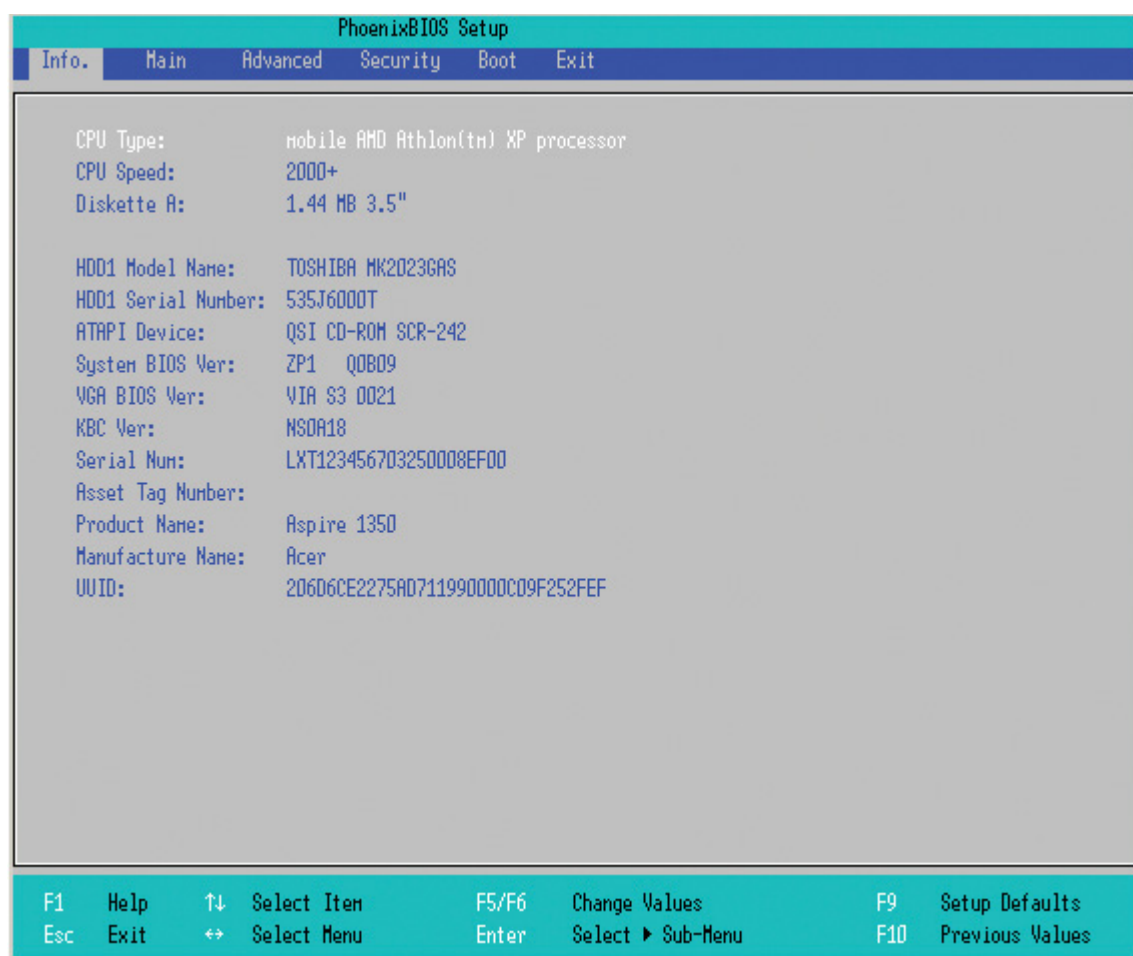 PhoenixBIOS Setup
Info. Main Advanced Security Boot Exit
CPU Type: mobile AMD Athlon(tm) XP processor
CPU Speed: 2000+
Diskette A: 1.44 MB 3.5"
HDD1 Model Name: TOSHIBA MK2023GAS
HDD1 Serial Number: 535J6000T
ATAPI Device: QSI CD-ROM SCR-242
System BIOS Ver: ZP1 Q0B09
VGA BIOS Ver: VIA S3 0021
KBC Ver: NS0A18
Serial Num: LXT123456703250008EF00
Asset Tag Number:
Product Name: Aspire 1350
Manufacture Name: Acer
UUID: 206D6CE2275AD711990000C09F252FEF
F1 Help ↑↓ Select Item F5/F6 Change Values F9 Setup Defaults
Esc Exit ↔ Select Menu Enter Select ▶ Sub-Menu F10 Previous Values